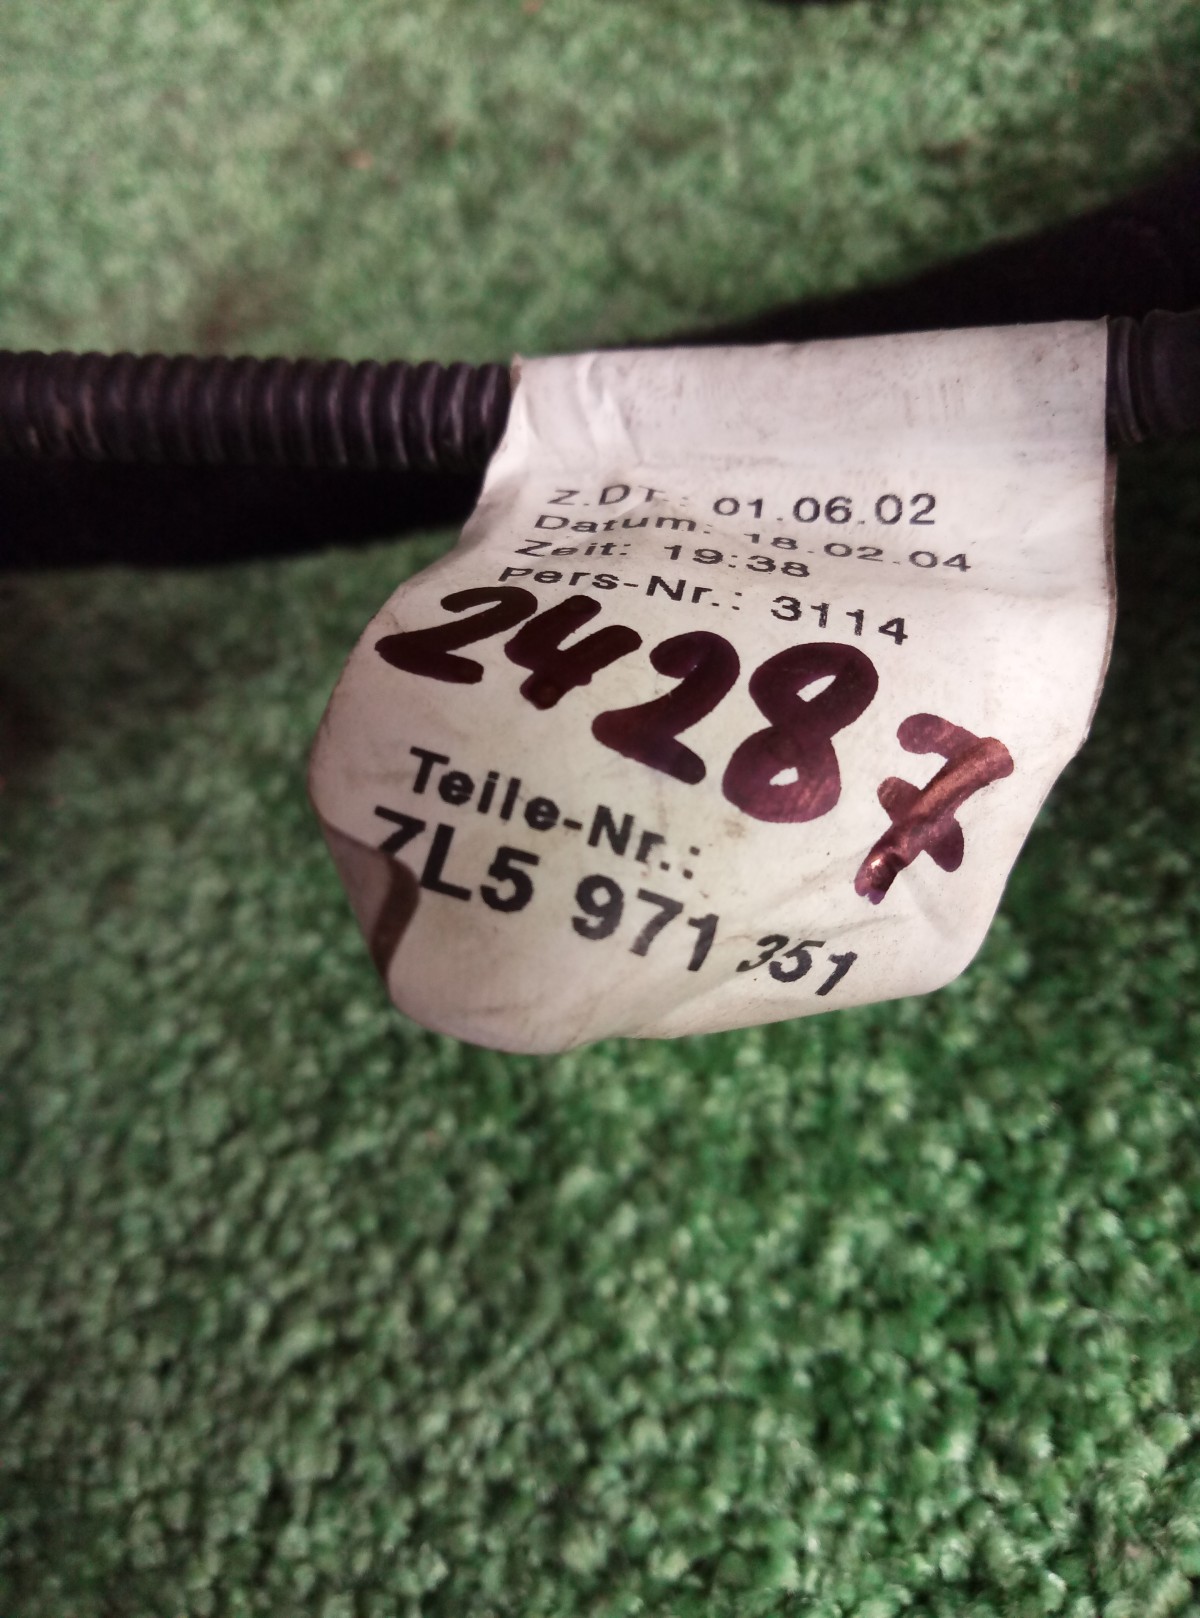 Z.DT.: 01.06.02
Datum: 18.02.04
Zeit: 19:38
Pers-Nr.: 3114
24287
Teile-Nr.:
7L5 971 351